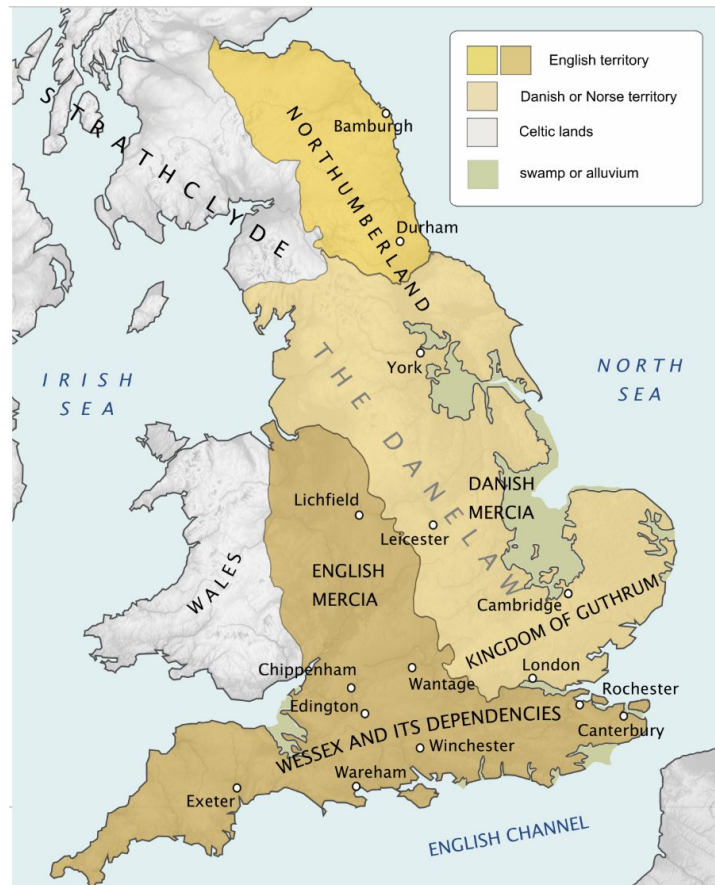 English territory
Danish or Norse territory
Celtic lands
swamp or alluvium
STRATHCLYDE
NORTHUMBERLAND
Bamburgh
Durham
IRISH
SEA
NORTH
SEA
York
THE DANELAW
DANISH
MERCIA
Lichfield
Leicester
ENGLISH
MERCIA
WALES
Cambridge
KINGDOM OF GUTHRUM
Chippenham
Wantage
London
Rochester
Edington
WESSEX AND ITS DEPENDENCIES
Canterbury
Winchester
Wareham
Exeter
ENGLISH CHANNEL